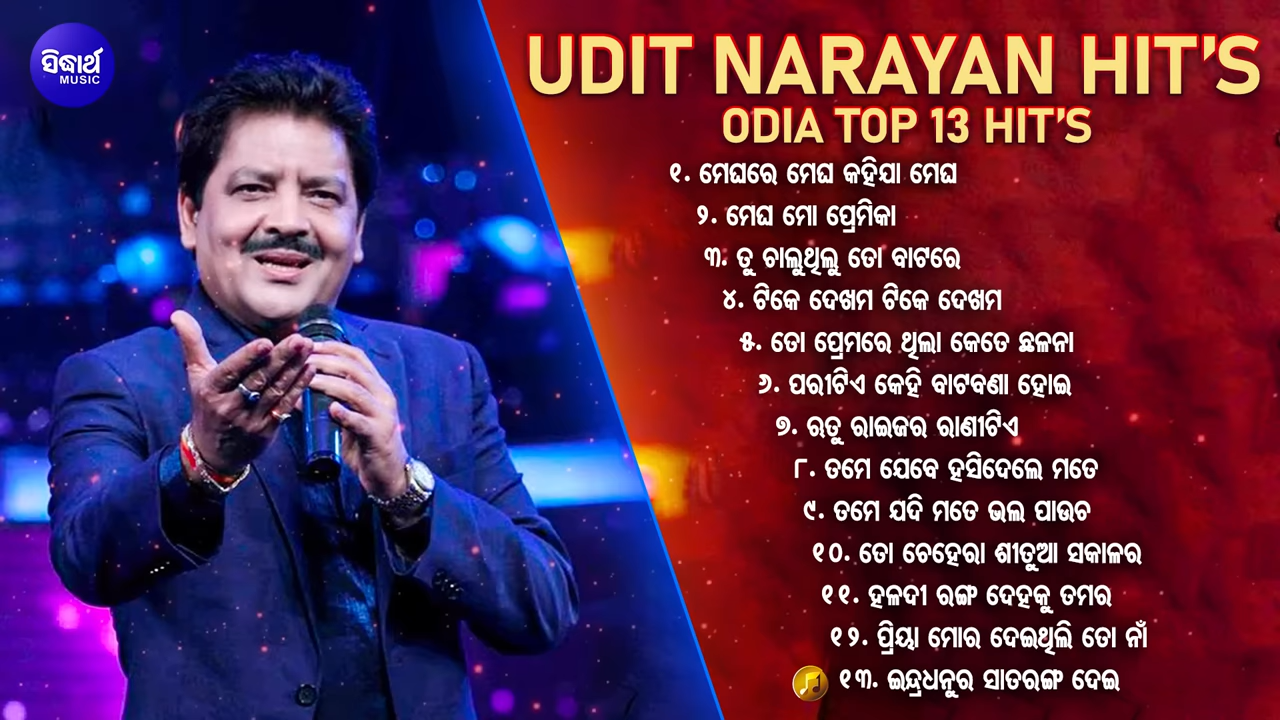 ସିଦ୍ଧାର୍ଥ
MUSIC
UDIT NARAYAN HIT'S
ODIA TOP 13 HIT'S
୧. ମେଘରେ ମେଘ କହିଯା ମେଘ
୨. ମେଘ ମୋ ପ୍ରେମିକା
୩. ତୁ ଚାଲୁଥିଲୁ ତୋ ବାଟରେ
୪. ଟିକେ ଦେଖମ ଟିକେ ଦେଖମ
୫. ତୋ ପ୍ରେମରେ ଥିଲା କେତେ ଛଳନା
୬. ପରୀଟିଏ କେହି ବାଟବଣା ହୋଇ
୭. ଋତୁ ରାଇଜର ରାଣୀଟିଏ
୮. ତମେ ଯେବେ ହସିଦେଲେ ମତେ
୯. ତମେ ଯଦି ମତେ ଭଲ ପାଉଚ
୧୦. ତୋ ଚେହେରା ଶୀତୁଆ ସକାଳର
୧୧. ହଳଦୀ ରଙ୍ଗ ଦେହକୁ ତମର
୧୨. ପ୍ରିୟା ମୋର ଦେଇଥିଲି ତୋ ନାଁ
୧୩. ଇନ୍ଦ୍ରଧନୁର ସାତରଙ୍ଗ ଦେଇ